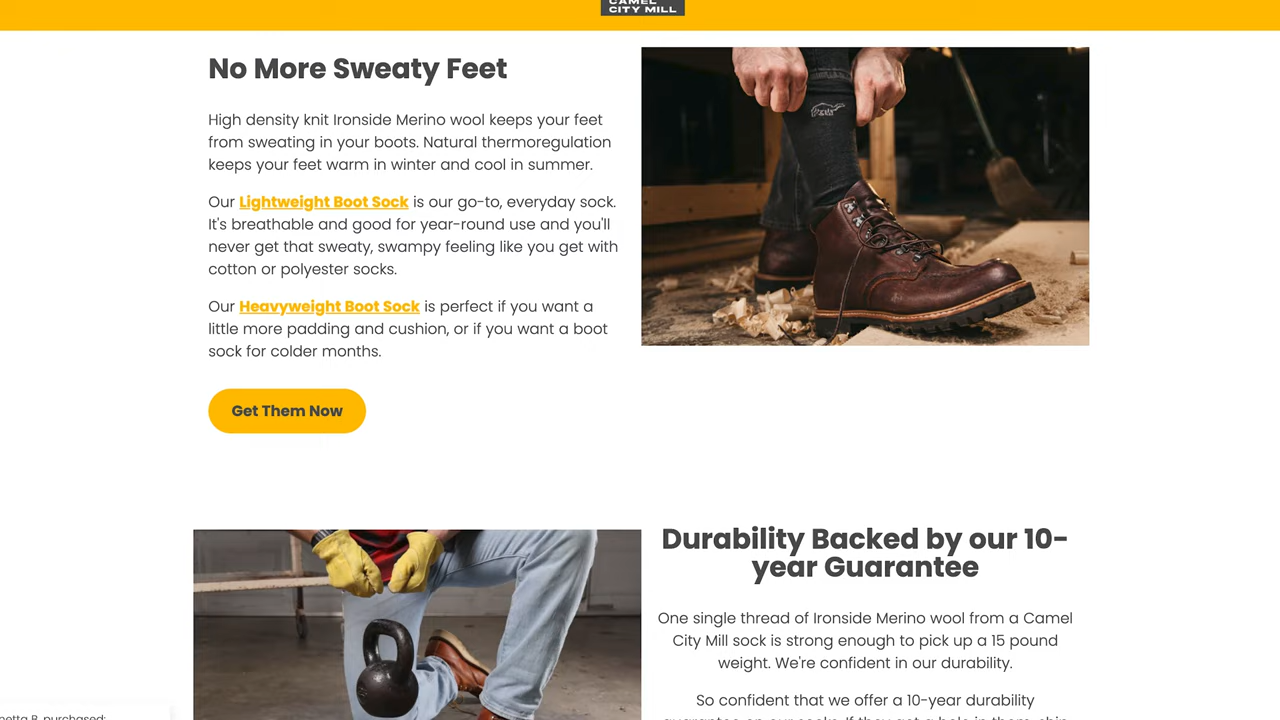 CAMEL
CITY MILL
No More Sweaty Feet
High density knit Ironside Merino wool keeps your feet
from sweating in your boots. Natural thermoregulation
keeps your feet warm in winter and cool in summer.
Our Lightweight Boot Sock is our go-to, everyday sock.
It's breathable and good for year-round use and you'll
never get that sweaty, swampy feeling like you get with
cotton or polyester socks.
Our Heavyweight Boot Sock is perfect if you want a
little more padding and cushion, or if you want a boot
sock for colder months.
Get Them Now
Durability Backed by our 10-
year Guarantee
One single thread of Ironside Merino wool from a Camel
City Mill sock is strong enough to pick up a 15 pound
weight. We're confident in our durability.
So confident that we offer a 10-year durability
B. purchased: